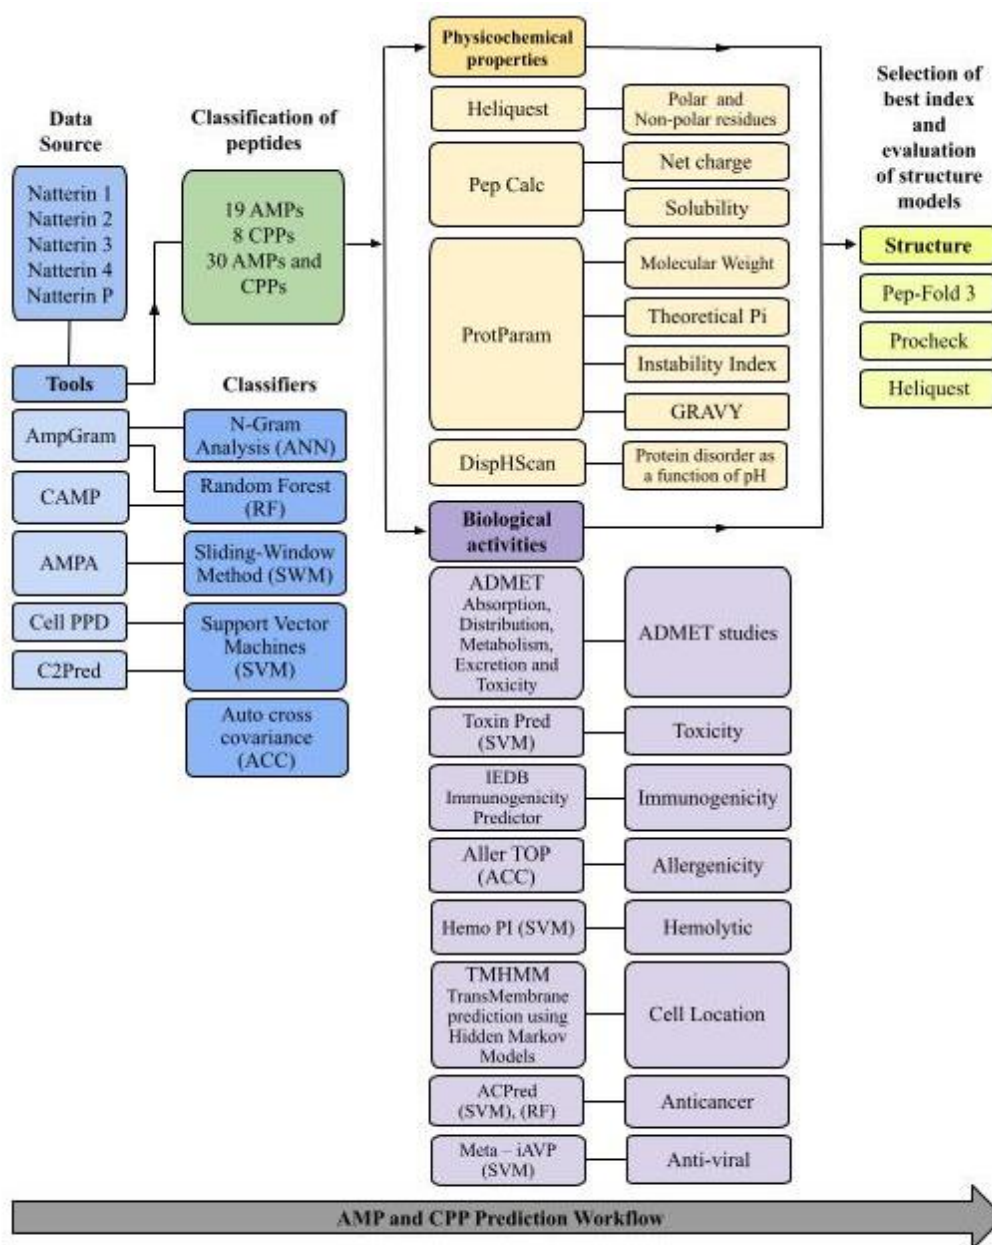 Data
Source
Natterin 1
Natterin 2
Natterin 3
Natterin 4
Natterin P
Tools
AmpGram
CAMP
AMPA
Cell PPD
C2Pred
Classification of
peptides
19 AMPs
8 CPPs
30 AMPs and
CPPs
Classifiers
N-Gram
Analysis (ANN)
Random Forest
(RF)
Sliding-Window
Method (SWM)
Support Vector
Machines
(SVM)
Auto cross
covariance
(ACC)
Physicochemical
properties
Heliquest
Polar and
Non-polar residues
Pep Calc
Net charge
Solubility
ProtParam
Molecular Weight
Theoretical Pi
Instability Index
GRAVY
DispHScan
Protein disorder as
a function of pH
Biological
activities
ADMET
Absorption,
Distribution,
Metabolism,
Excretion and
Toxicity
ADMET studies
Toxin Pred
(SVM)
Toxicity
IEDB
Immunogenicity
Predictor
Immunogenicity
Aller TOP
(ACC)
Allergenicity
Hemo PI (SVM)
Hemolytic
TMHMM
TransMembrane
prediction using
Hidden Markov
Models
Cell Location
ACPred
(SVM), (RF)
Anticancer
Meta – iAVP
(SVM)
Anti-viral
Selection of
best index
and
evaluation
of structure
models
Structure
Pep-Fold 3
Procheck
Heliquest
AMP and CPP Prediction Workflow